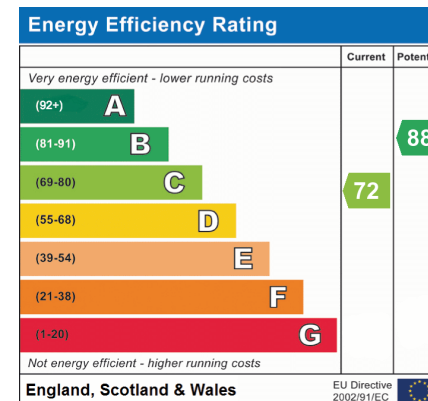 Energy Efficiency Rating
Current Potent
Very energy efficient - lower running costs
(92+) A
(81-91) B
88
(69-80) C
72
(55-68) D
(39-54) E
(21-38) F
(1-20) G
Not energy efficient - higher running costs
England, Scotland & Wales
EU Directive
2002/91/EC